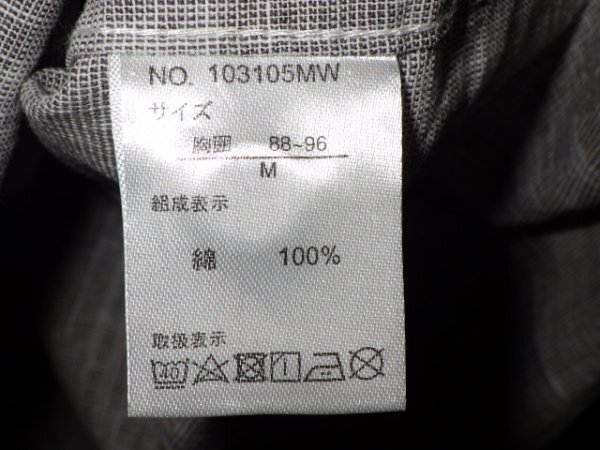 NO. 103105MW
サイズ
胸囲 88~96
M
組成表示
綿 100%
取扱表示